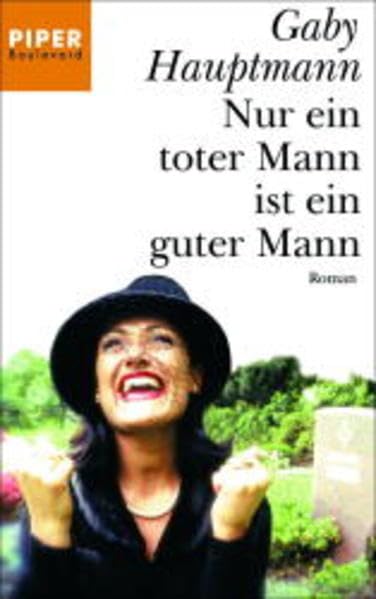 PIPER
Boulevard
Gaby
Hauptmann
Nur ein
toter Mann
ist ein
guter Mann
Roman